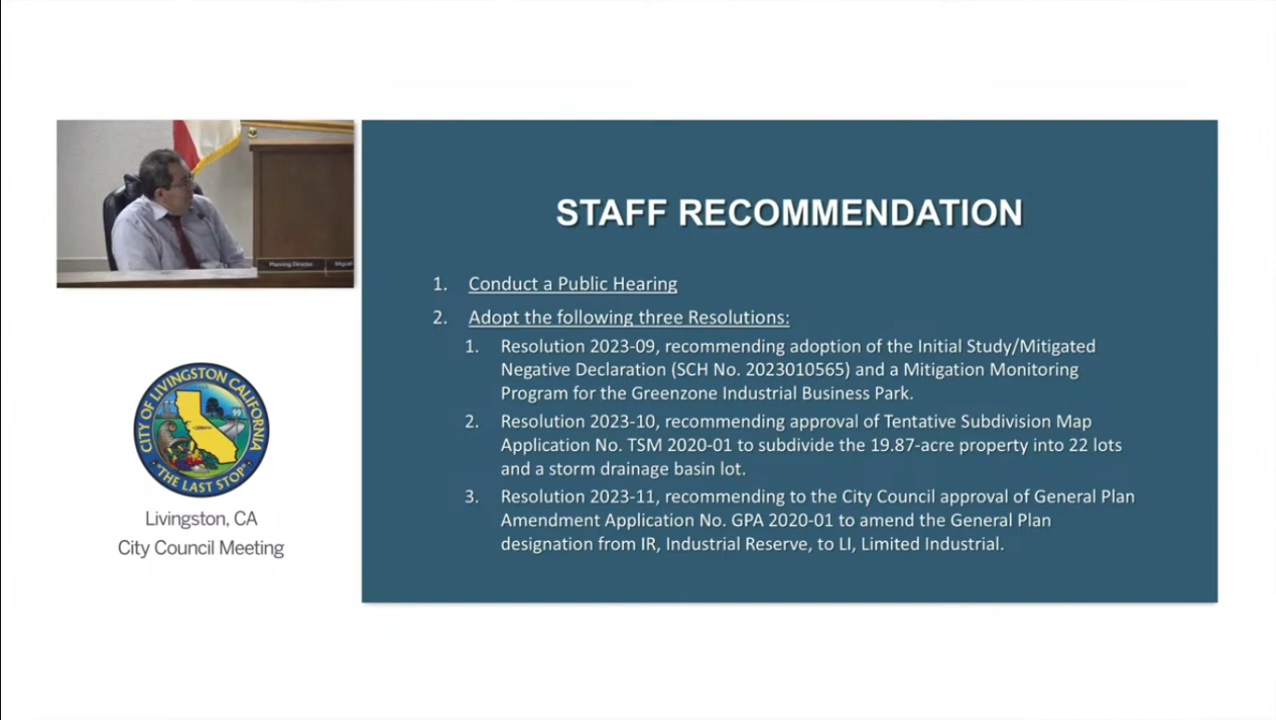 STAFF RECOMMENDATION
1. Conduct a Public Hearing
2. Adopt the following three Resolutions:
1. Resolution 2023-09, recommending adoption of the Initial Study/Mitigated
Negative Declaration (SCH No. 2023010565) and a Mitigation Monitoring
Program for the Greenzone Industrial Business Park.
2. Resolution 2023-10, recommending approval of Tentative Subdivision Map
Application No. TSM 2020-01 to subdivide the 19.87-acre property into 22 lots
and a storm drainage basin lot.
3. Resolution 2023-11, recommending to the City Council approval of General Plan
Amendment Application No. GPA 2020-01 to amend the General Plan
designation from IR, Industrial Reserve, to LI, Limited Industrial.
Planning Director
Miguel
CITY OF LIVINGSTON CALIFORNIA
"THE LAST STOP"
Livingston, CA
City Council Meeting